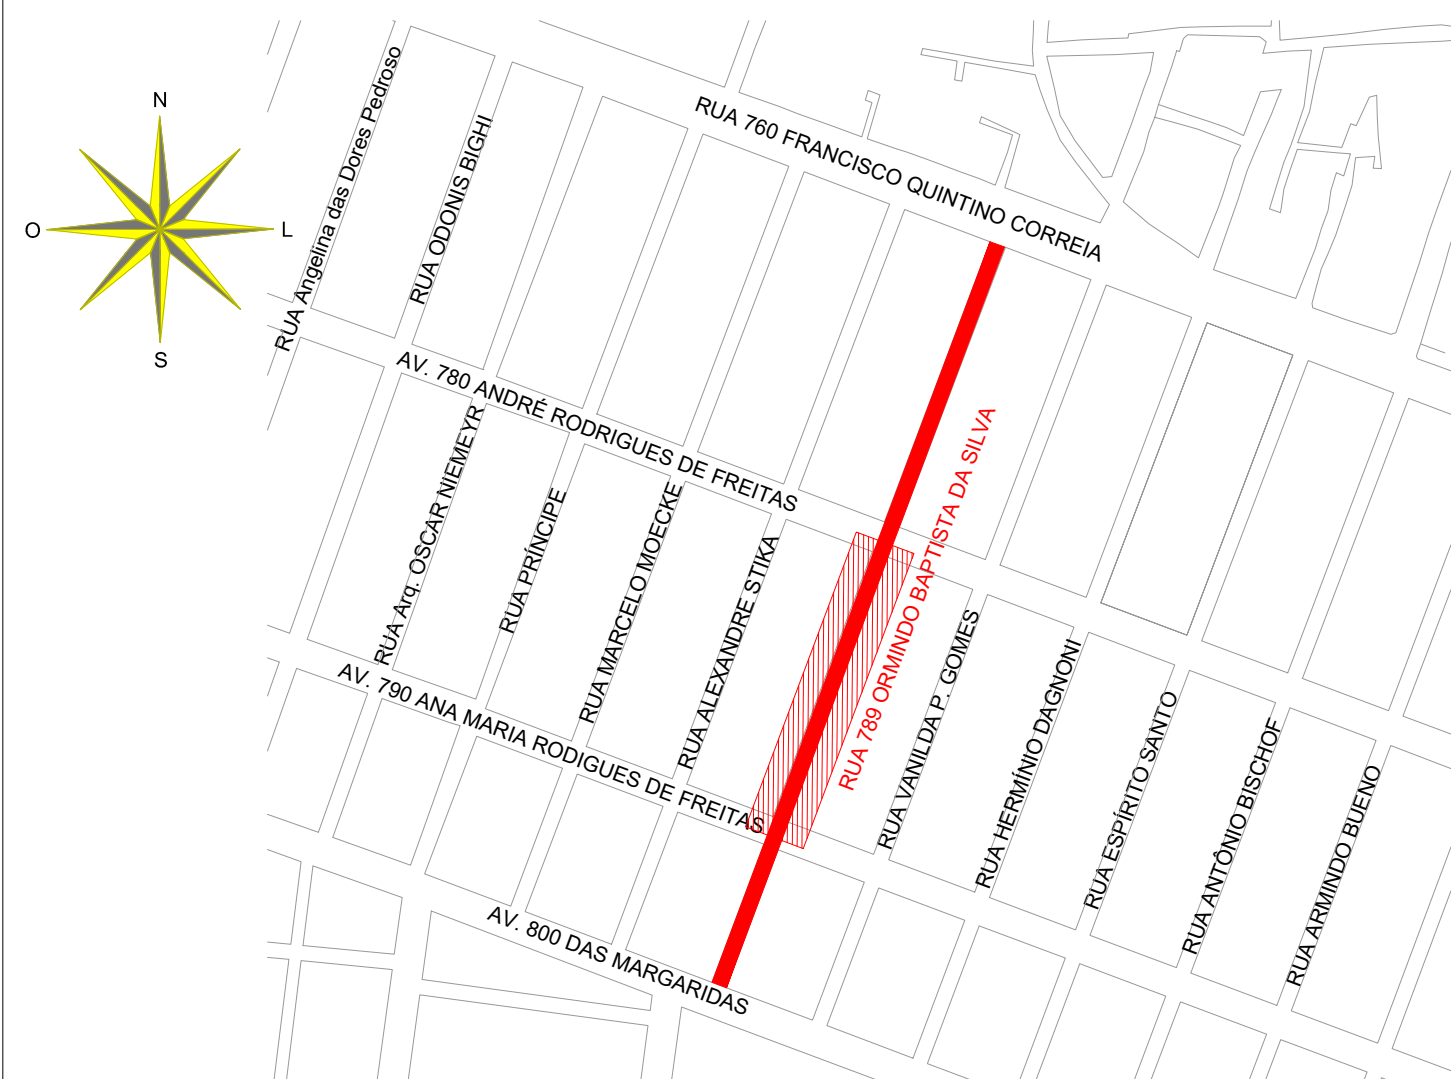 N
O
L
S
RUA Angelina das Dores Pedroso
RUA ODONIS BIGHI
RUA 760 FRANCISCO QUINTINO CORREIA
AV. 780 ANDRÉ RODRIGUES DE FREITAS
RUA Arq. OSCAR NIEMEYR
RUA PRÍNCIPE
RUA MARCELO MOECKE
RUA ALEXANDRE STIKA
RUA 789 ORMINDO BAPTISTA DA SILVA
RUA VANILDA P. GOMES
RUA HERMÍNIO DAGNONI
RUA ESPÍRITO SANTO
RUA ANTÔNIO BISCHOF
RUA ARMINDO BUENO
AV. 790 ANA MARIA RODIGUES DE FREITAS
AV. 800 DAS MARGARIDAS